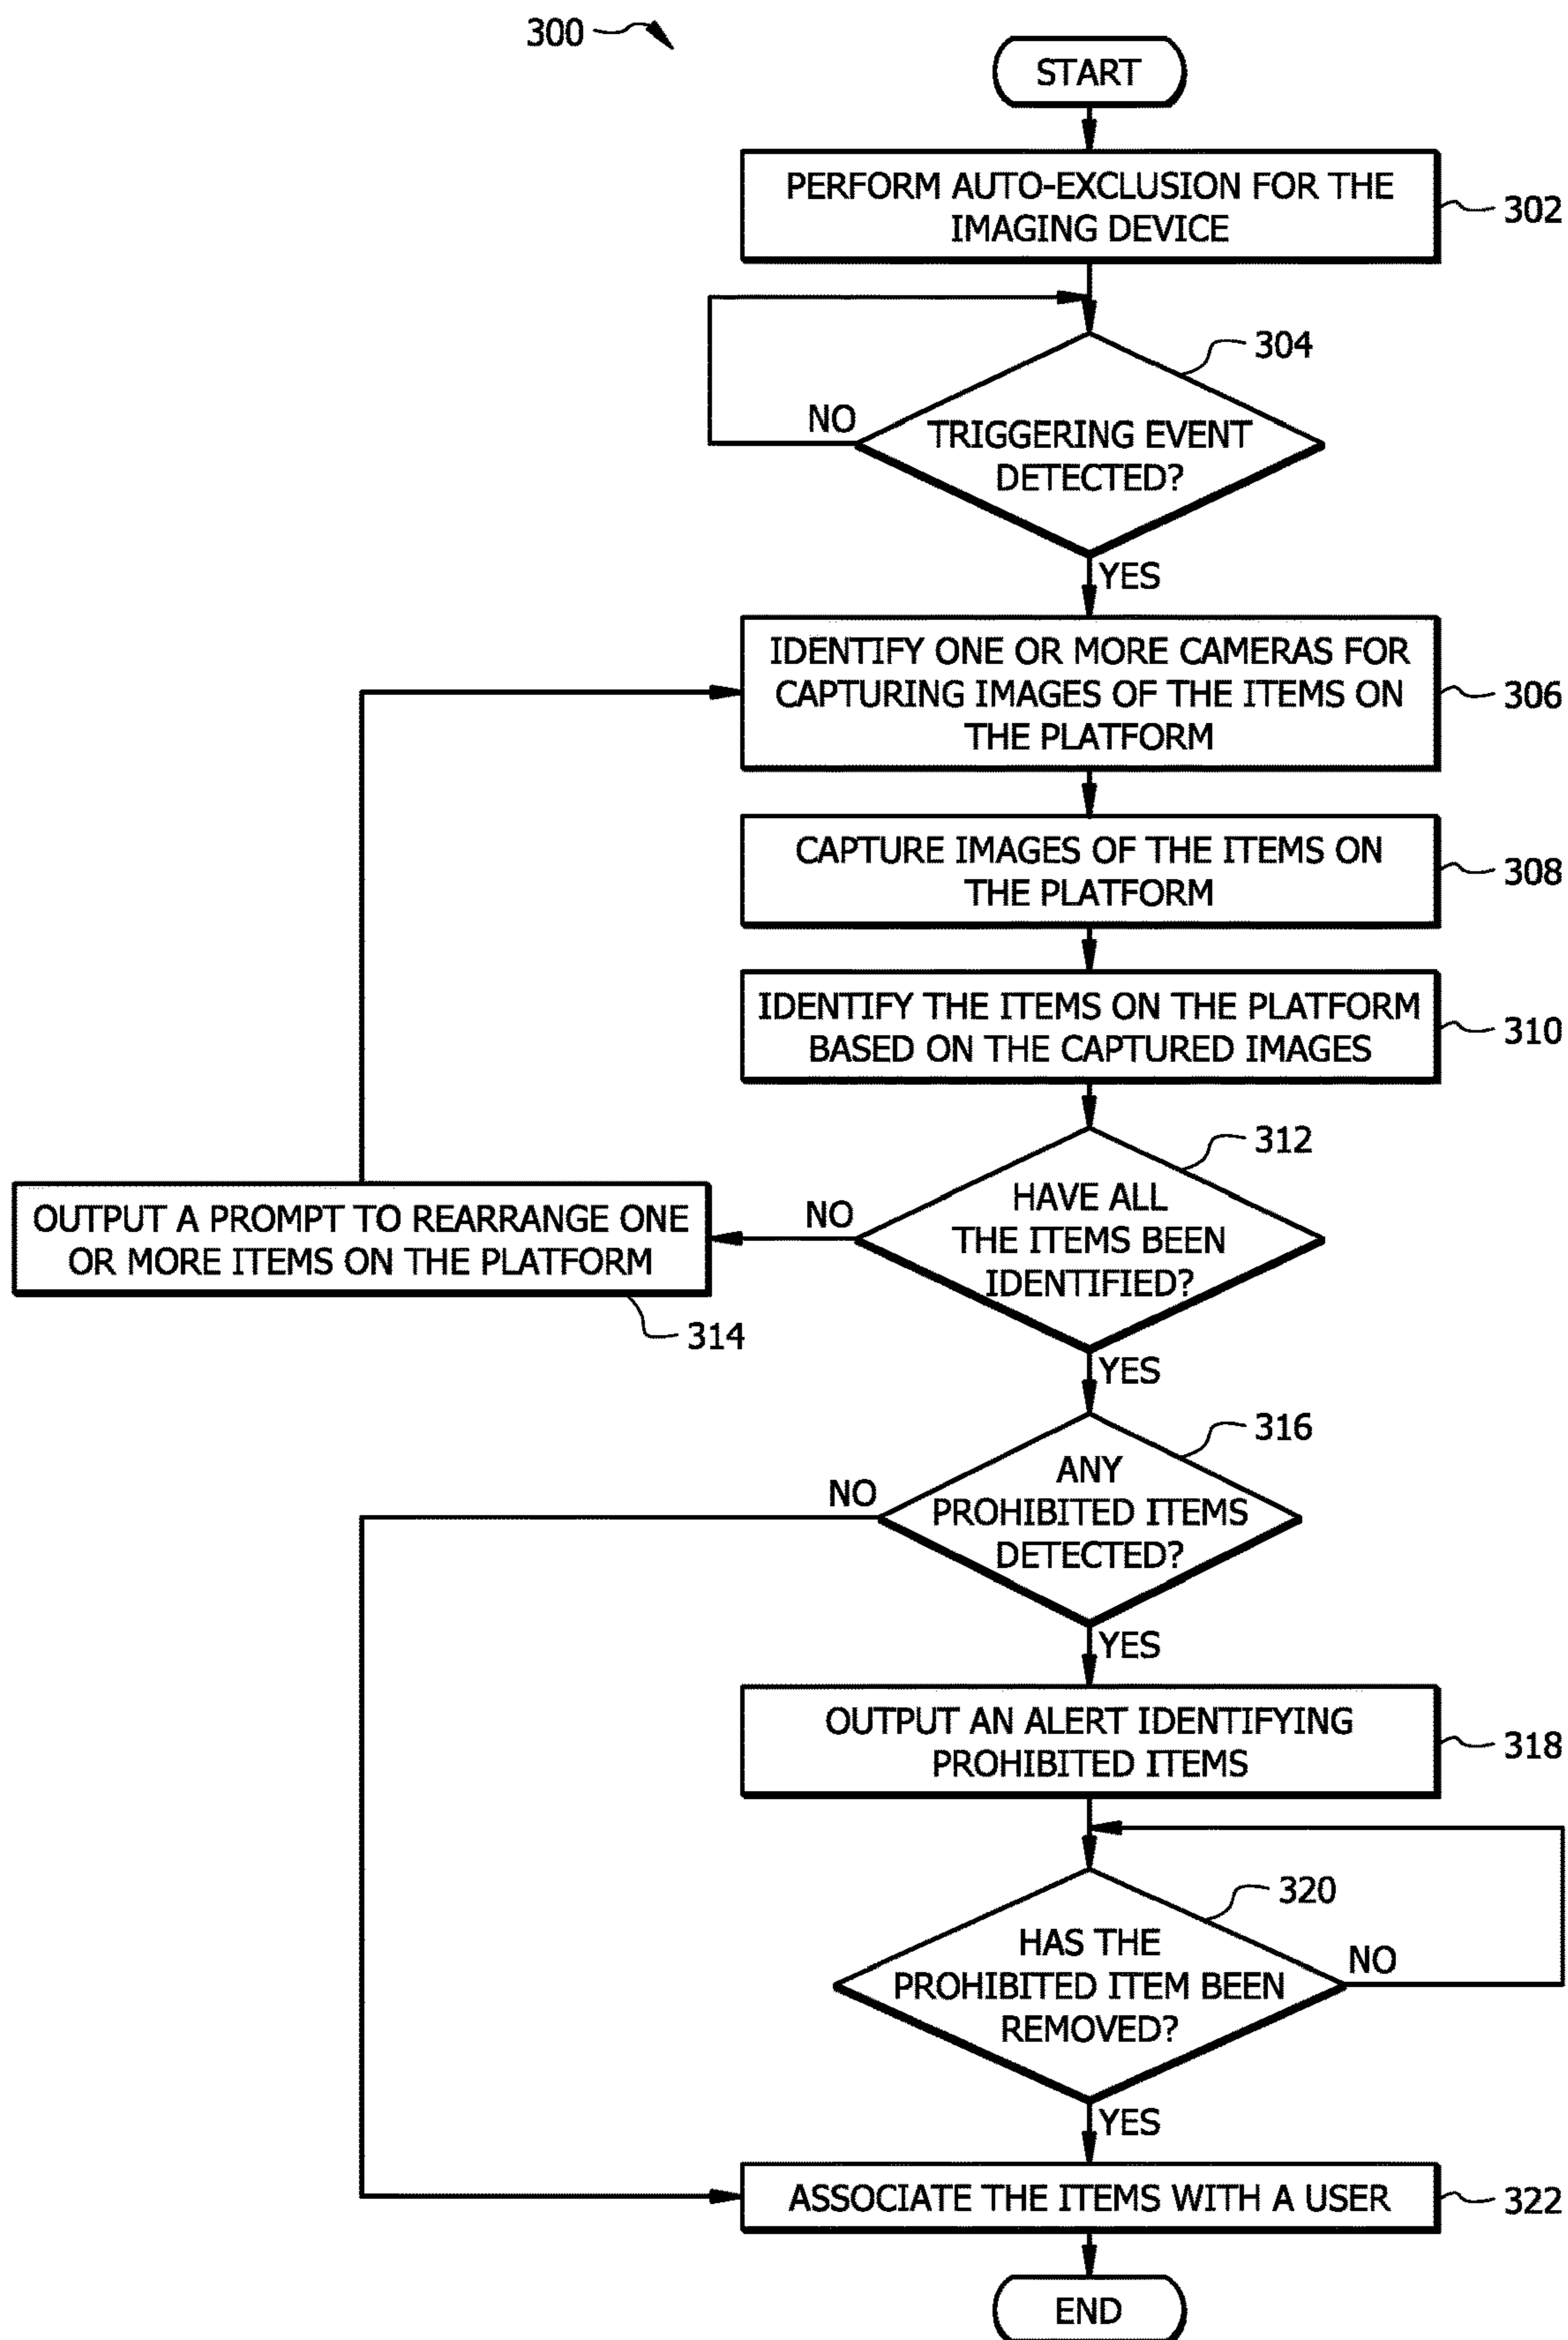 300
START
PERFORM AUTO-EXCLUSION FOR THE
IMAGING DEVICE
302
304
NO
TRIGGERING EVENT
DETECTED?
YES
IDENTIFY ONE OR MORE CAMERAS FOR
CAPTURING IMAGES OF THE ITEMS ON
THE PLATFORM
306
CAPTURE IMAGES OF THE ITEMS ON
THE PLATFORM
308
IDENTIFY THE ITEMS ON THE PLATFORM
BASED ON THE CAPTURED IMAGES
310
312
HAVE ALL
THE ITEMS BEEN
IDENTIFIED?
NO
OUTPUT A PROMPT TO REARRANGE ONE
OR MORE ITEMS ON THE PLATFORM
314
YES
316
ANY
PROHIBITED ITEMS
DETECTED?
NO
YES
OUTPUT AN ALERT IDENTIFYING
PROHIBITED ITEMS
318
320
HAS THE
PROHIBITED ITEM BEEN
REMOVED?
NO
YES
ASSOCIATE THE ITEMS WITH A USER
322
END